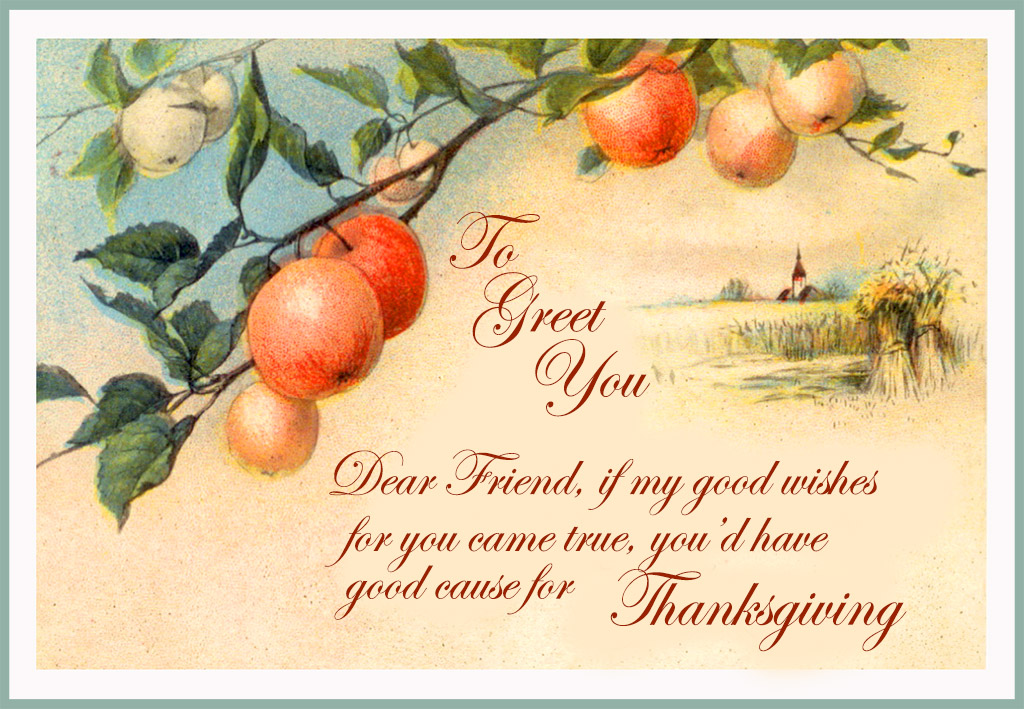 To
Greet
You
Dear Friend, if my good wishes
for you came true, you'd have
good cause for Thanksgiving